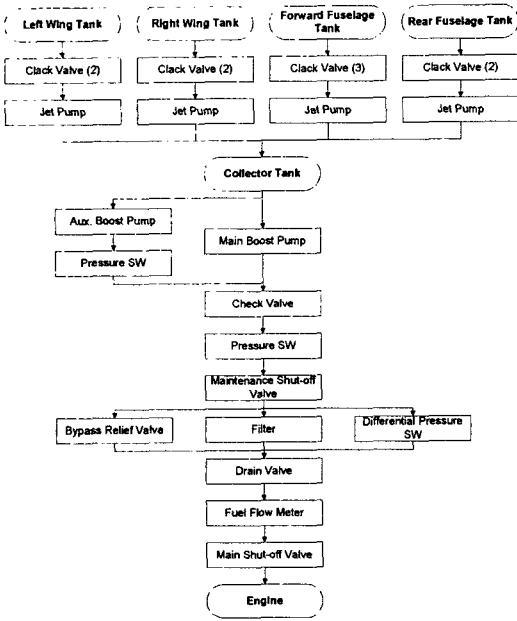 Left Wing Tank
Right Wing Tank
Forward Fuselage
Tank
Rear Fuselage Tank
Clack Valve (2)
Clack Valve (2)
Clack Valve (3)
Clack Valve (2)
Jet Pump
Jet Pump
Jet Pump
Jet Pump
Collector Tank
Aux. Boost Pump
Main Boost Pump
Pressure SW
Check Valve
Pressure SW
Maintenance Shut-off
Valve
Bypass Relief Valve
Filter
Differential Pressure
SW
Drain Valve
Fuel Flow Meter
Main Shut-off Valve
Engine